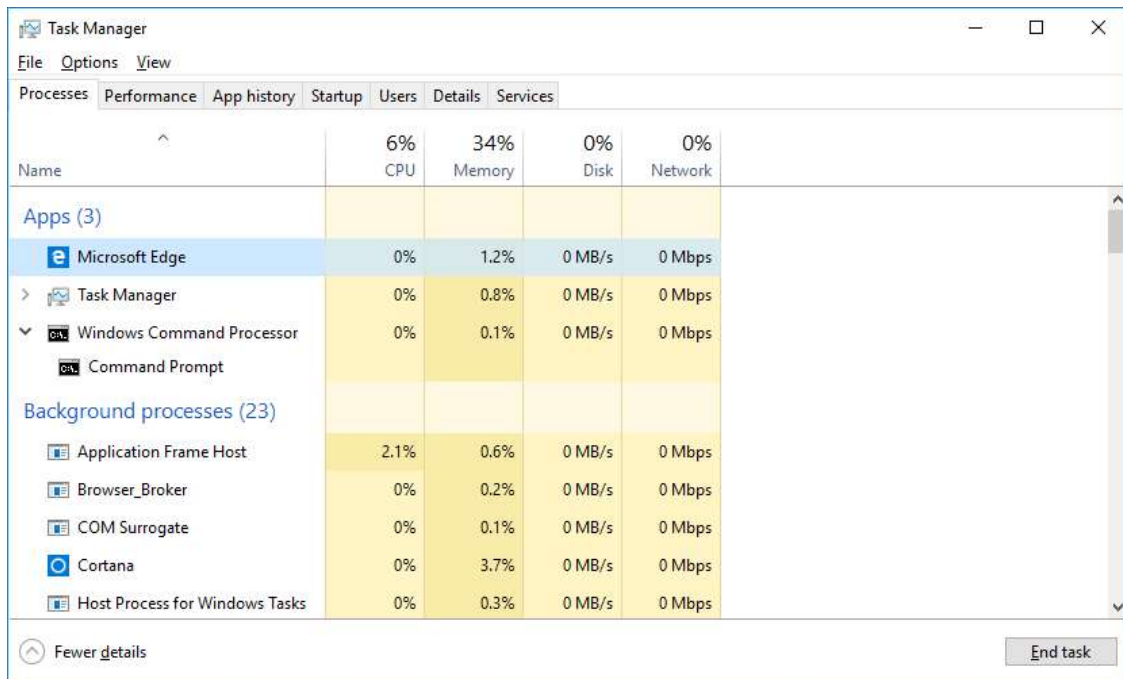 Task Manager
File Options View
Processes Performance App history Startup Users Details Services
6% 34% 0% 0%
Name CPU Memory Disk Network
Apps (3)
Microsoft Edge 0% 1.2% 0 MB/s 0 Mbps
Task Manager 0% 0.8% 0 MB/s 0 Mbps
Windows Command Processor 0% 0.1% 0 MB/s 0 Mbps
Command Prompt
Background processes (23)
Application Frame Host 2.1% 0.6% 0 MB/s 0 Mbps
Browser_Broker 0% 0.2% 0 MB/s 0 Mbps
COM Surrogate 0% 0.1% 0 MB/s 0 Mbps
Cortana 0% 3.7% 0 MB/s 0 Mbps
Host Process for Windows Tasks 0% 0.3% 0 MB/s 0 Mbps
Fewer details End task